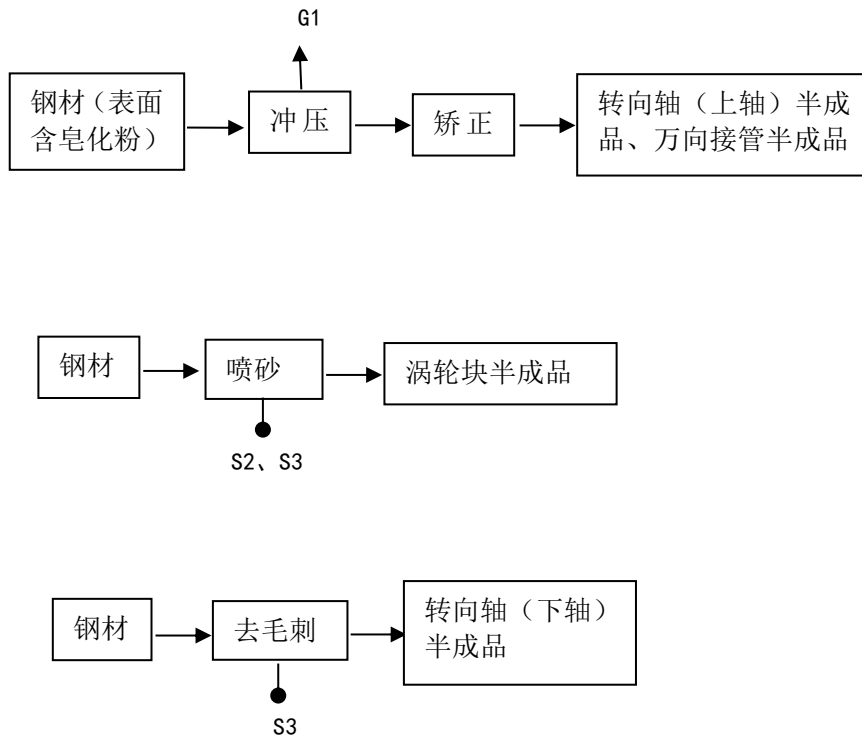 G1
钢材（表面
含皂化粉）
冲压
矫正
转向轴（上轴）半成
品、万向接管半成品
钢材
喷砂
涡轮块半成品
S2、S3
钢材
去毛刺
转向轴（下轴）
半成品
S3